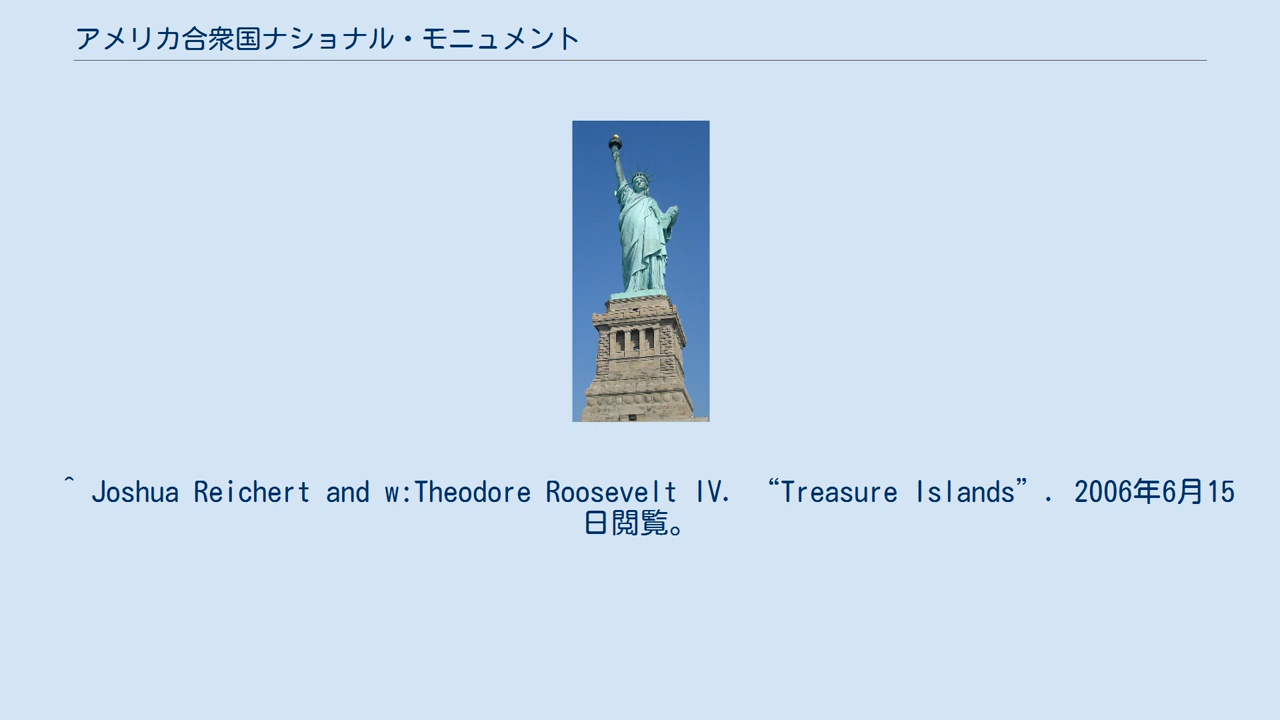 アメリカ合衆国ナショナル・モニュメント
^ Joshua Reichert and w:Theodore Roosevelt IV. “Treasure Islands”. 2006年6月15
日閲覧。